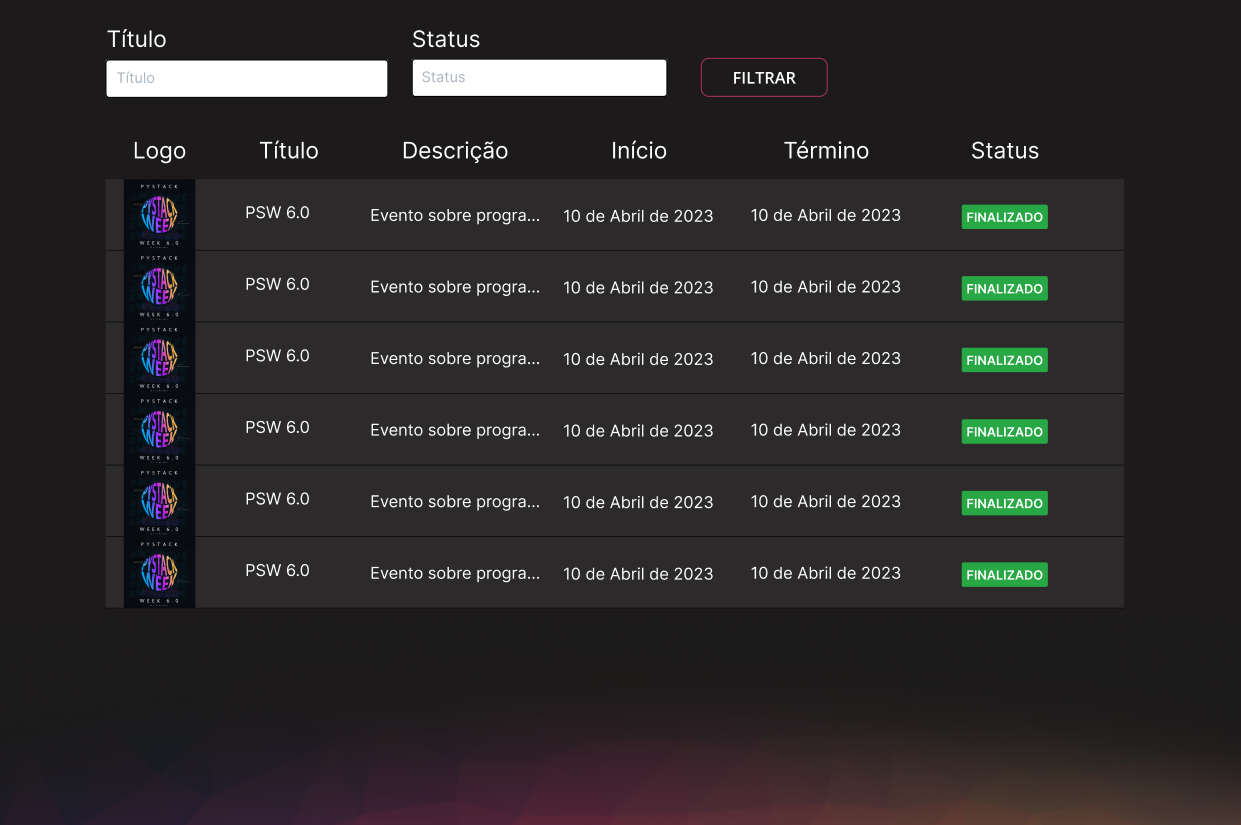 Título Status
Título Status FILTRAR
Logo Título Descrição Início Término Status
PYSTACK
PYSTACK WEEK
WEEK 6.0
PSW 6.0 Evento sobre progra... 10 de Abril de 2023 10 de Abril de 2023 FINALIZADO
PYSTACK
PYSTACK WEEK
WEEK 6.0
PSW 6.0 Evento sobre progra... 10 de Abril de 2023 10 de Abril de 2023 FINALIZADO
PYSTACK
PYSTACK WEEK
WEEK 6.0
PSW 6.0 Evento sobre progra... 10 de Abril de 2023 10 de Abril de 2023 FINALIZADO
PYSTACK
PYSTACK WEEK
WEEK 6.0
PSW 6.0 Evento sobre progra... 10 de Abril de 2023 10 de Abril de 2023 FINALIZADO
PYSTACK
PYSTACK WEEK
WEEK 6.0
PSW 6.0 Evento sobre progra... 10 de Abril de 2023 10 de Abril de 2023 FINALIZADO
PYSTACK
PYSTACK WEEK
WEEK 6.0
PSW 6.0 Evento sobre progra... 10 de Abril de 2023 10 de Abril de 2023 FINALIZADO